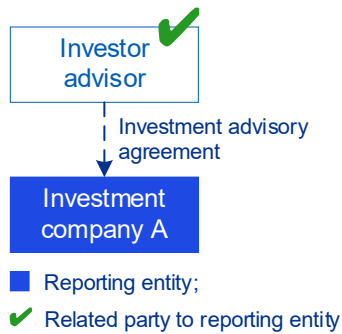 Investor
advisor
Investment advisory
agreement
Investment
company A
Reporting entity;
Related party to reporting entity